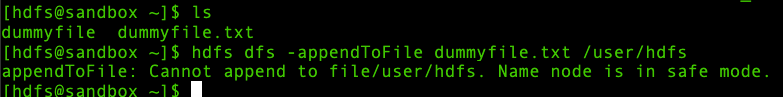 [hdfs@sandbox ~]$ ls
dummyfile  dummyfile.txt
[hdfs@sandbox ~]$ hdfs dfs -appendToFile dummyfile.txt /user/hdfs
appendToFile: Cannot append to file/user/hdfs. Name node is in safe mode.
[hdfs@sandbox ~]$